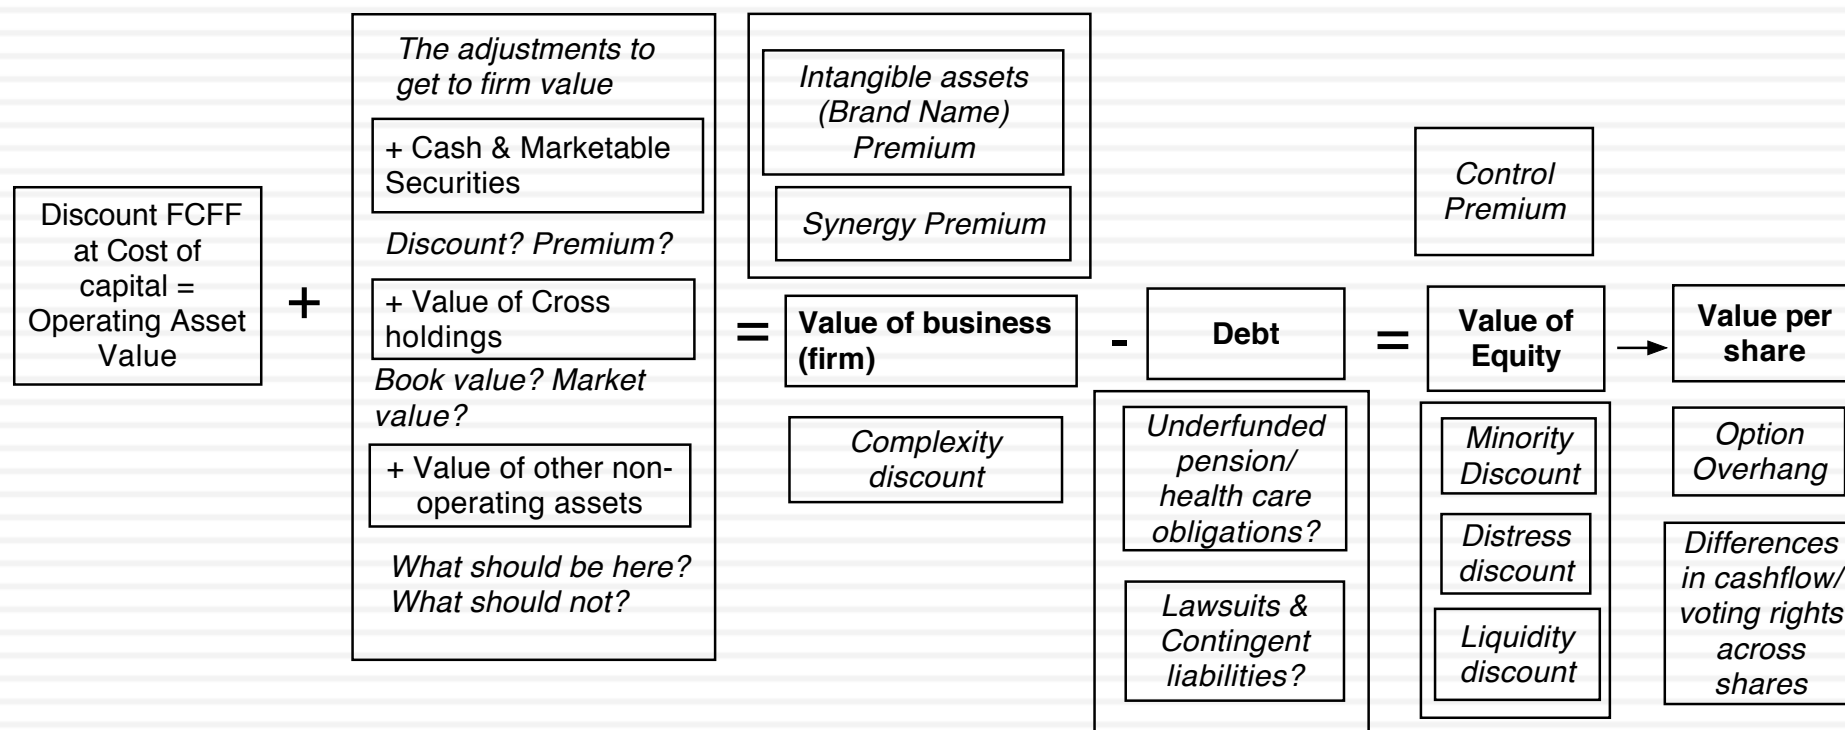 Discount FCFF
at Cost of
capital =
Operating Asset
Value
+
The adjustments to
get to firm value
+ Cash & Marketable
Securities
Discount? Premium?
+ Value of Cross
holdings
Book value? Market
value?
+ Value of other non-
operating assets
What should be here?
What should not?
=
Intangible assets
(Brand Name)
Premium
Synergy Premium
Value of business
(firm)
Complexity
discount
-
Debt
Underfunded
pension/
health care
obligations?
Lawsuits &
Contingent
liabilities?
=
Control
Premium
Value of
Equity
Minority
Discount
Distress
discount
Liquidity
discount
Value per
share
Option
Overhang
Differences
in cashflow/
voting rights
across
shares